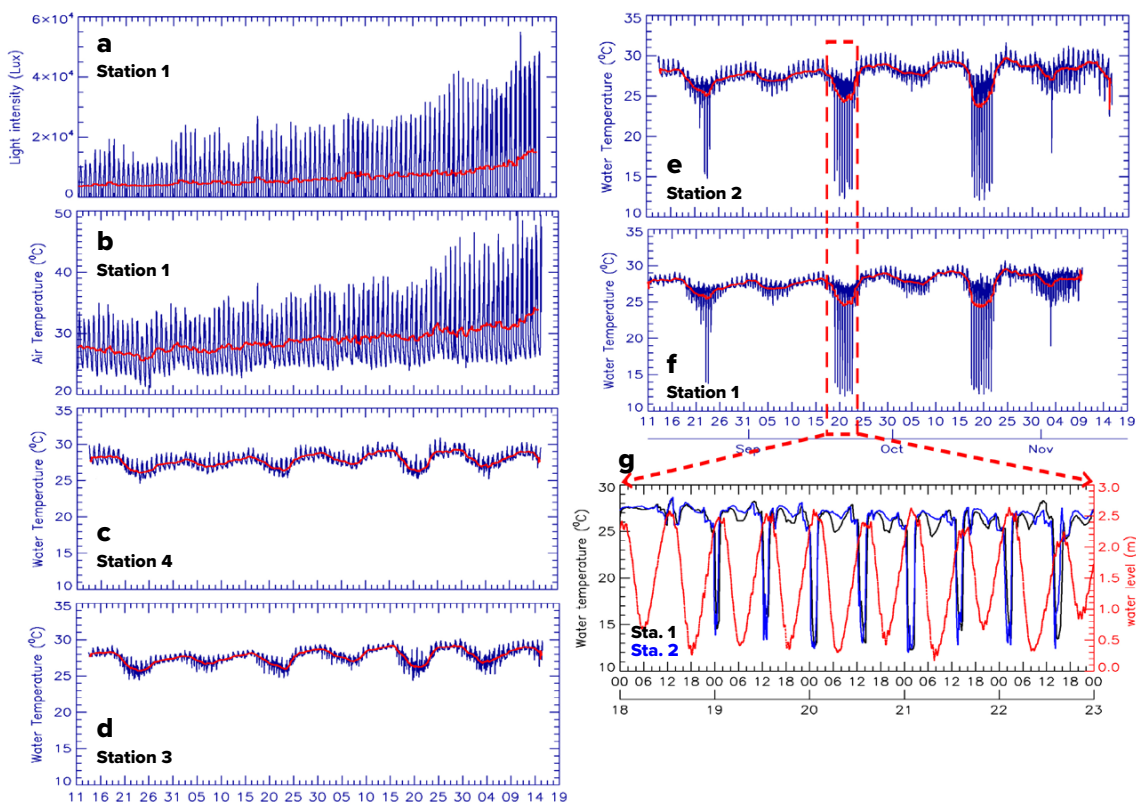 a
Station 1
Light intensity (Lux)
6×10⁴
4×10⁴
2×10⁴
0
b
Station 1
Air Temperature (⁰C)
50
40
30
20
c
Station 4
Water Temperature (⁰C)
35
30
25
20
15
10
d
Station 3
Water Temperature (⁰C)
35
30
25
20
15
10
11 16 21 26 31 05 10 15 20 25 30 05 10 15 20 25 30 04 09 14 19
e
Station 2
Water Temperature (⁰C)
35
30
25
20
15
10
f
Station 1
Water Temperature (⁰C)
35
30
25
20
15
10
11 16 21 26 31 05 10 15 20 25 30 05 10 15 20 25 30 04 09 14 19
Sep Oct Nov
g
Water temperature (⁰C)
30
25
20
15
10
Sta. 1
Sta. 2
water level (m)
3.0
2.5
2.0
1.5
1.0
0.5
0.0
00 06 12 18 00 06 12 18 00 06 12 18 00 06 12 18 00 06 12 18 00
18 19 20 21 22 23